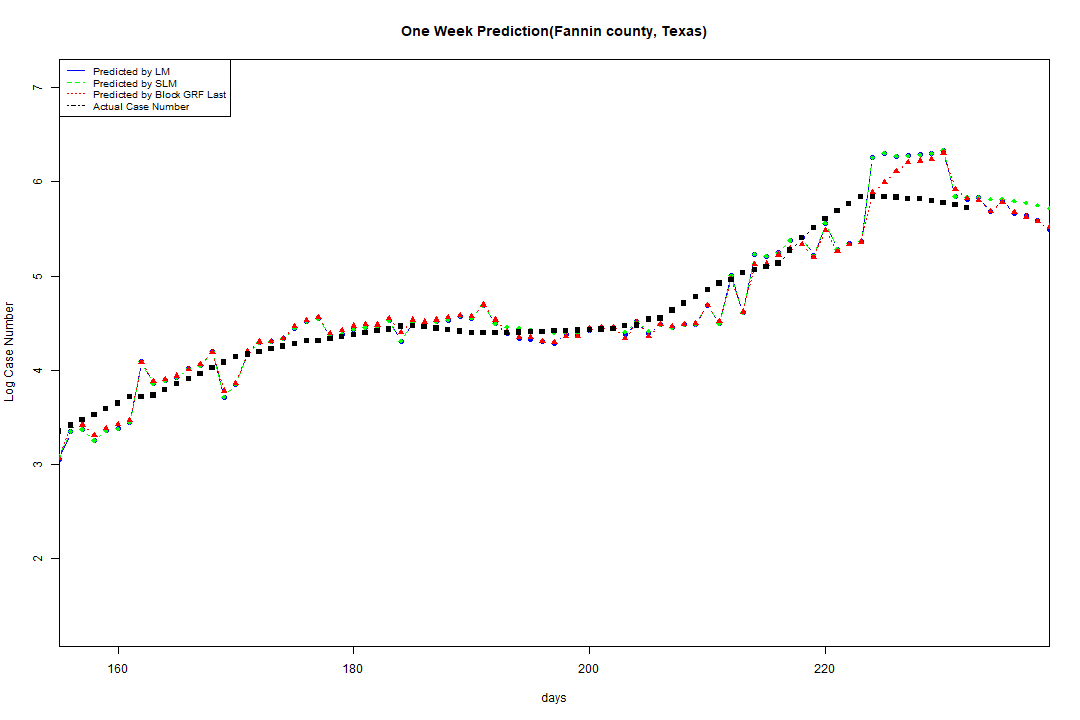 One Week Prediction(Fannin county, Texas)
Predicted by LM
Predicted by SLM
Predicted by Block GRF Last
Actual Case Number
7
6
5
4
3
2
Log Case Number
160
180
200
220
days